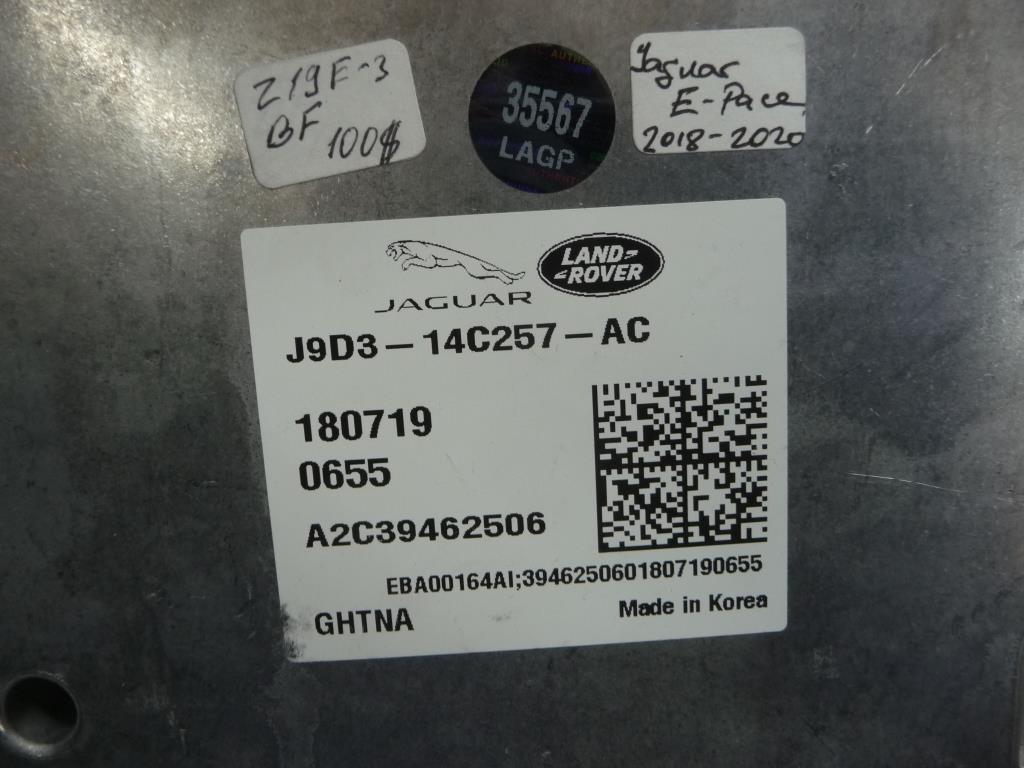 Z19F-3
BF
100$
35567
LAGP
Jaguar
E-Pace
2018-2020
JAGUAR
LAND-
-ROVER
J9D3-14C257-AC
180719
0655
A2C39462506
EBA00164AI;3946250601807190655
GHTNA
Made in Korea